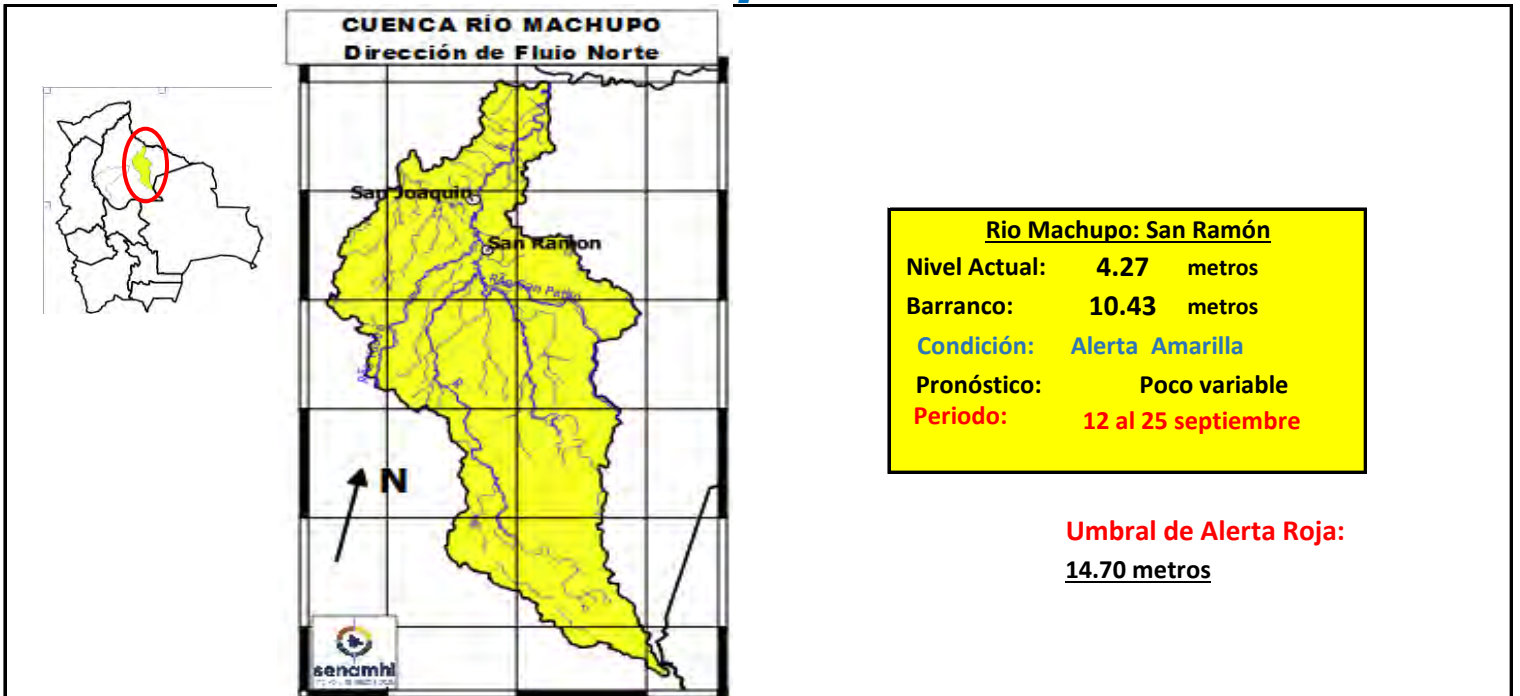 CUENCA RÍO MACHUPO
Dirección de Flujo Norte
San Joaquin
San Ramon
San Pablo
N
senamhi
Rio Machupo: San Ramón
Nivel Actual: 4.27 metros
Barranco: 10.43 metros
Condición: Alerta Amarilla
Pronóstico: Poco variable
Periodo: 12 al 25 septiembre
Umbral de Alerta Roja:
14.70 metros